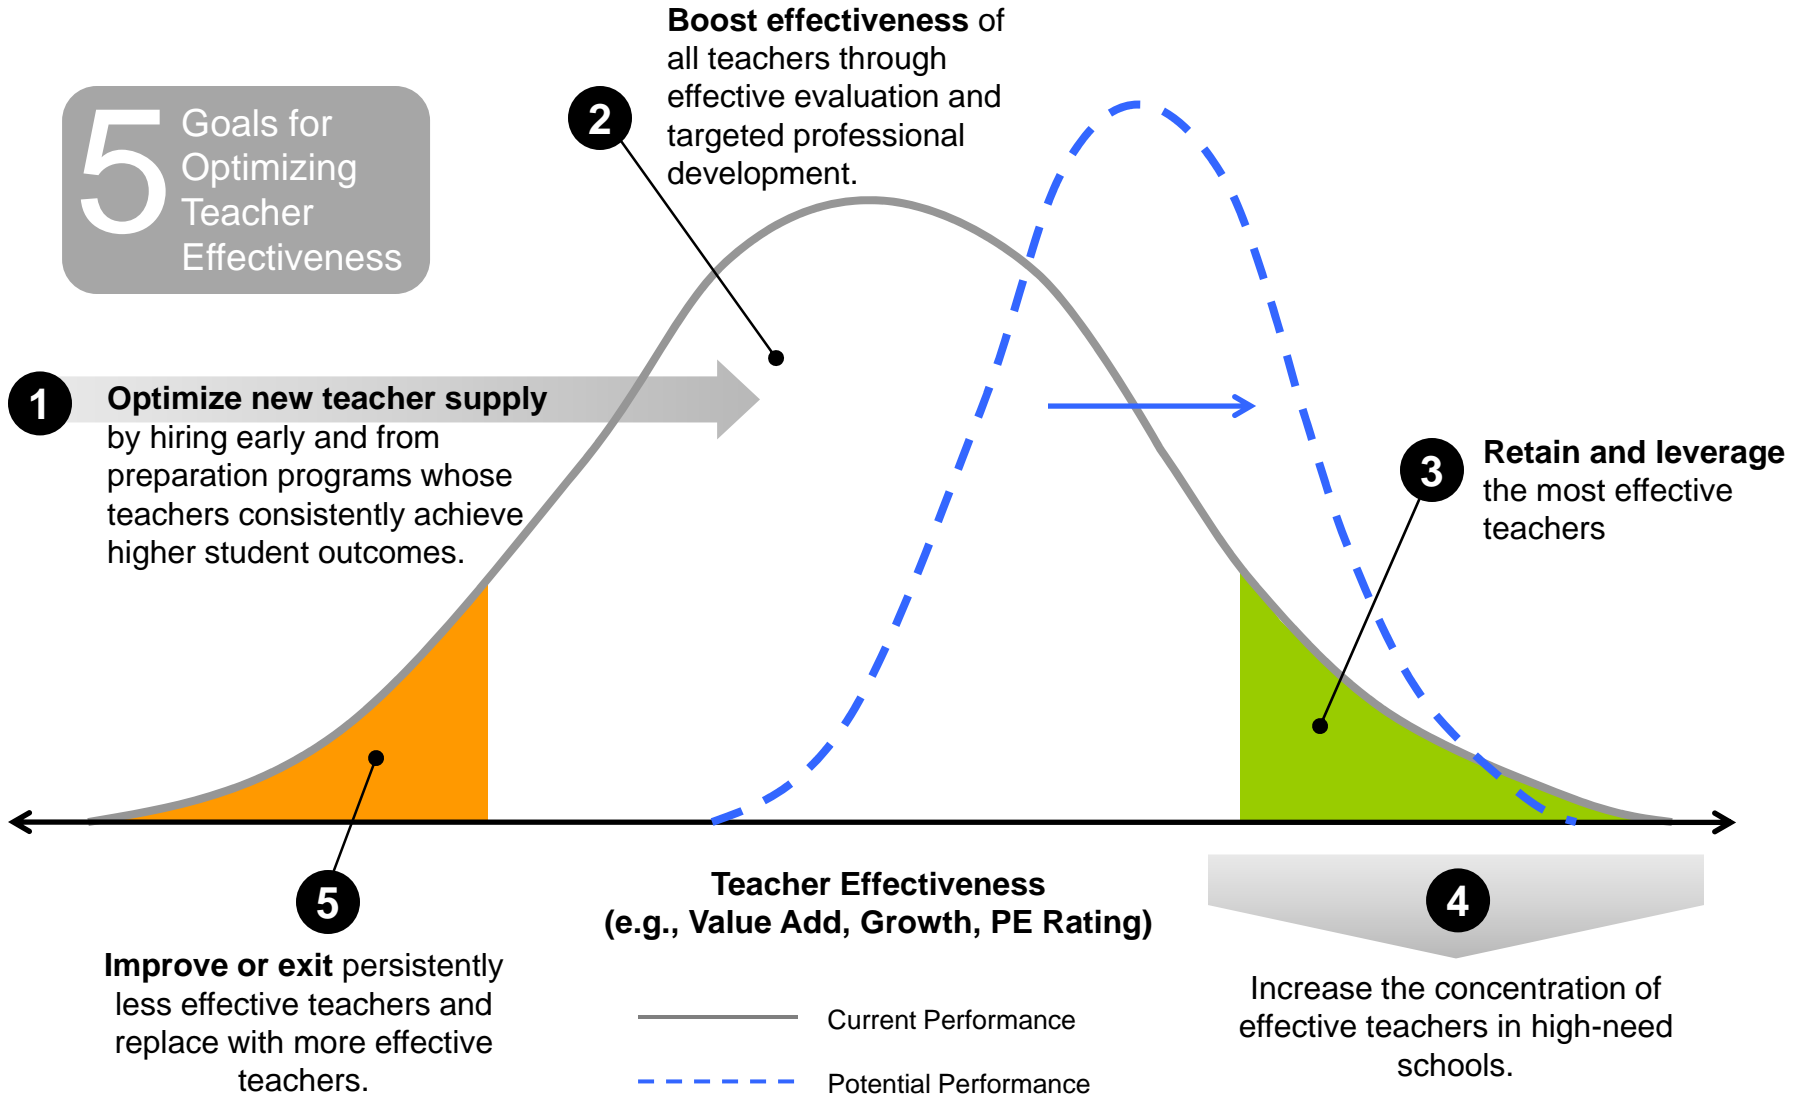 5
Goals for
Optimizing
Teacher
Effectiveness
1
Optimize new teacher supply
by hiring early and from
preparation programs whose
teachers consistently achieve
higher student outcomes.
2
Boost effectiveness of
all teachers through
effective evaluation and
targeted professional
development.
3
Retain and leverage
the most effective
teachers
4
Increase the concentration of
effective teachers in high-need
schools.
5
Improve or exit persistently
less effective teachers and
replace with more effective
teachers.
Teacher Effectiveness
(e.g., Value Add, Growth, PE Rating)
Current Performance
Potential Performance